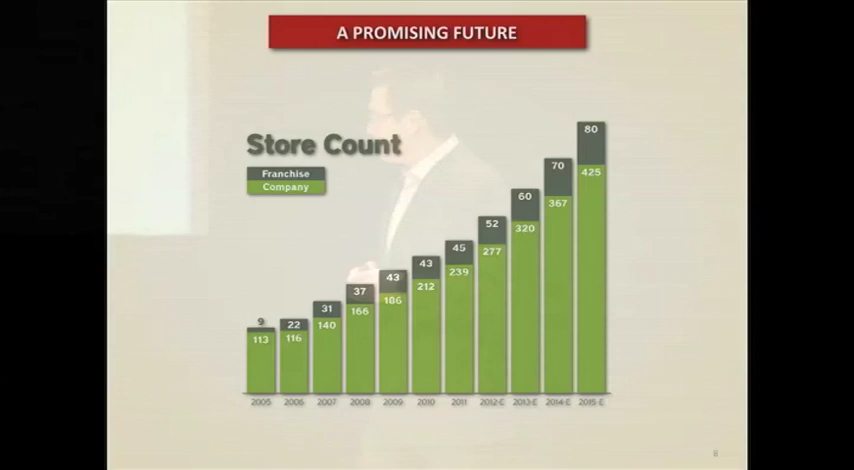 A PROMISING FUTURE
Store Count
Franchise
Company
9 22 31 37 43 43 45 52 60 70 80
113 116 140 166 186 212 239 277 320 367 425
2005 2006 2007 2008 2009 2010 2011 2012-E 2013-E 2014-E 2015-E